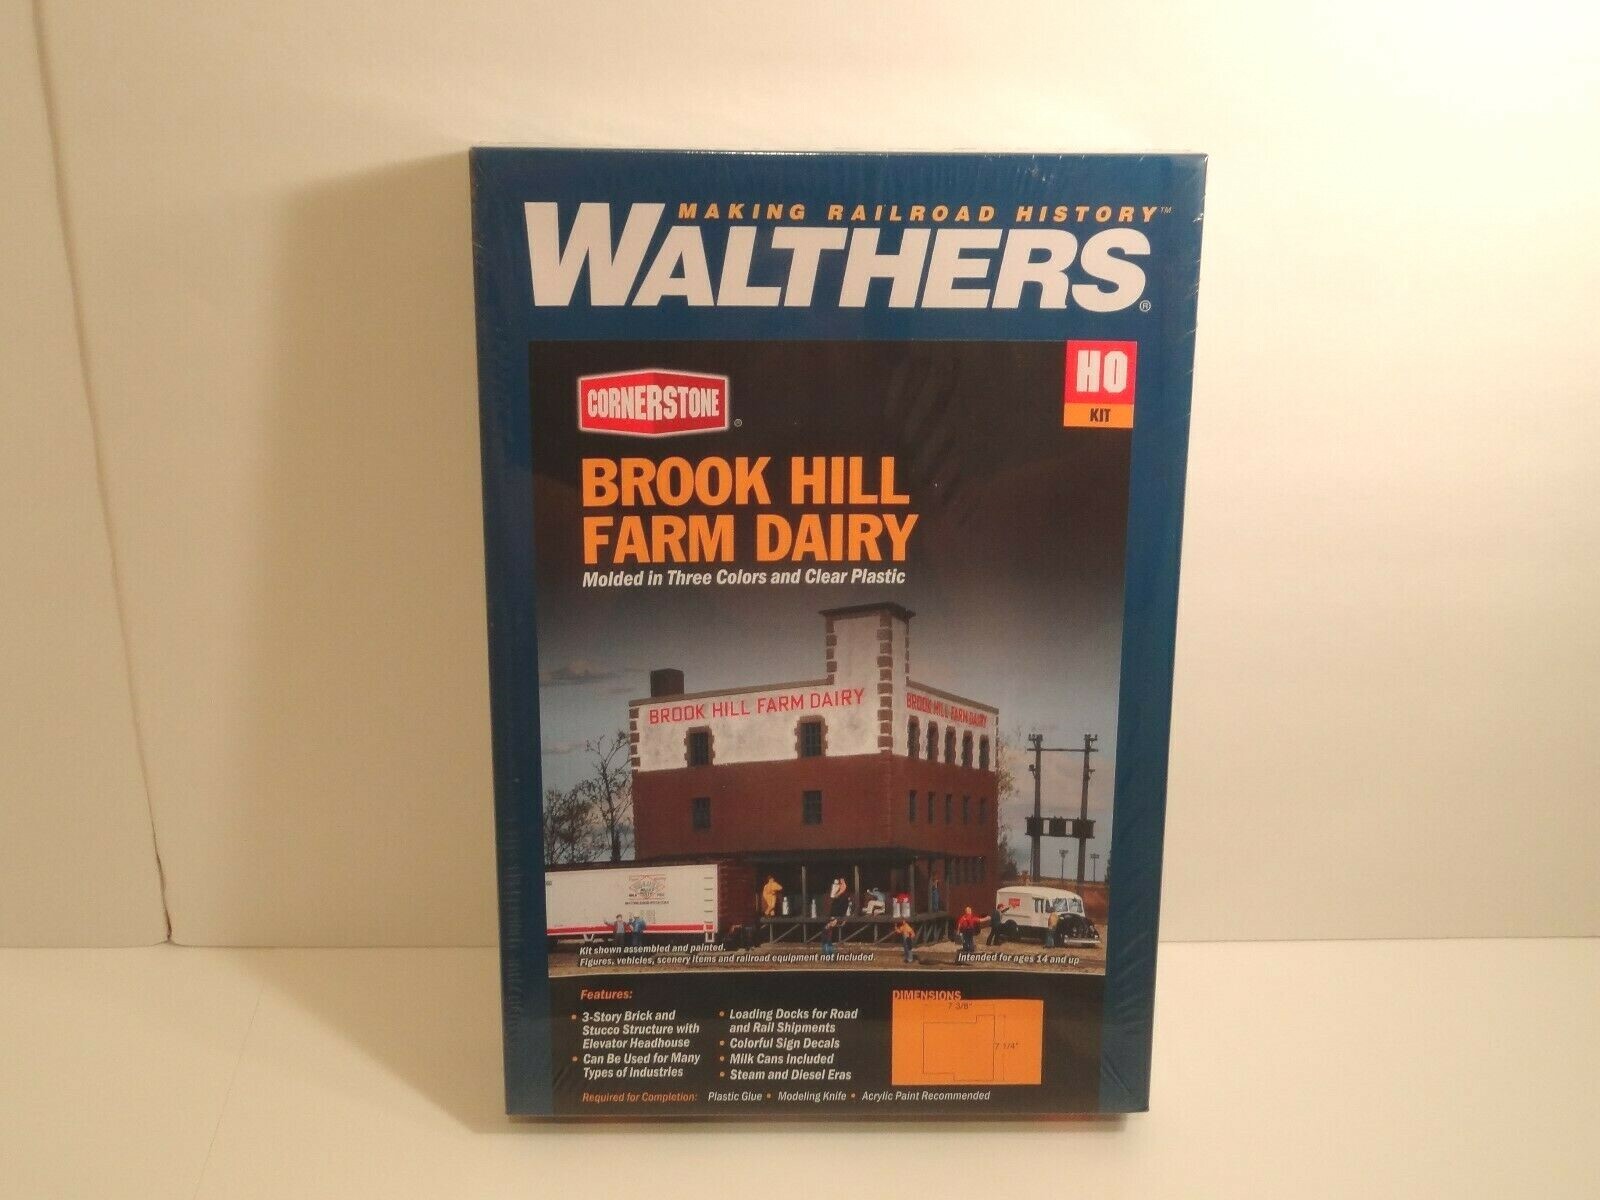 MAKING RAILROAD HISTORY™
WALTHERS®
HO
KIT
CORNERSTONE®
BROOK HILL
FARM DAIRY
Molded in Three Colors and Clear Plastic
BROOK HILL FARM DAIRY
BROOK HILL FARM DAIRY
Kit shown assembled and painted.
Figures, vehicles, scenery items and railroad equipment not included.
Intended for ages 14 and up
Features:
• 3-Story Brick and
Stucco Structure with
Elevator Headhouse
• Can Be Used for Many
Types of Industries
• Loading Docks for Road
and Rail Shipments
• Colorful Sign Decals
• Milk Cans Included
• Steam and Diesel Eras
DIMENSIONS
7 3/8"
7 1/4"
Required for Completion: Plastic Glue • Modeling Knife • Acrylic Paint Recommended